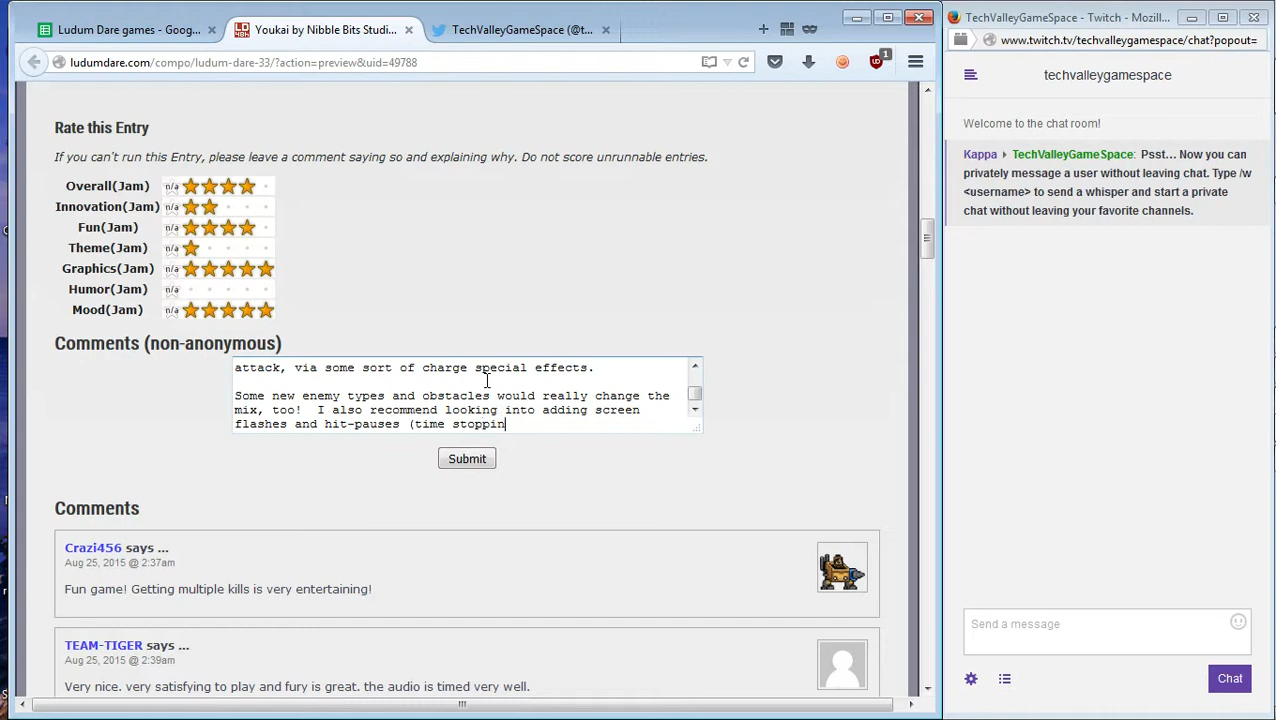 Ludum Dare games - Goog...
Youkai by Nibble Bits Studi...
TechValleyGameSpace (@t...
TechValleyGameSpace - Twitch - Mozill...
ludumdare.com/compo/ludum-dare-33/?action=preview&uid=49788
1
www.twitch.tv/techvalleygamespace/chat?popout=
techvalleygamespace
Welcome to the chat room!
Kappa TechValleyGameSpace: Psst... Now you can
privately message a user without leaving chat. Type /w
<username> to send a whisper and start a private
chat without leaving your favorite channels.
Rate this Entry
If you can't run this Entry, please leave a comment saying so and explaining why. Do not score unrunnable entries.
Overall(Jam) n/a
Innovation(Jam) n/a
Fun(Jam) n/a
Theme(Jam) n/a
Graphics(Jam) n/a
Humor(Jam) n/a
Mood(Jam) n/a
Comments (non-anonymous)
attack, via some sort of charge special effects.
Some new enemy types and obstacles would really change the
mix, too! I also recommend looking into adding screen
flashes and hit-pauses (time stoppin
Submit
Comments
Crazi456 says ...
Aug 25, 2015 @ 2:37am
Fun game! Getting multiple kills is very entertaining!
TEAM-TIGER says ...
Aug 25, 2015 @ 2:39am
Very nice. very satisfying to play and fury is great. the audio is timed very well.
Send a message
Chat